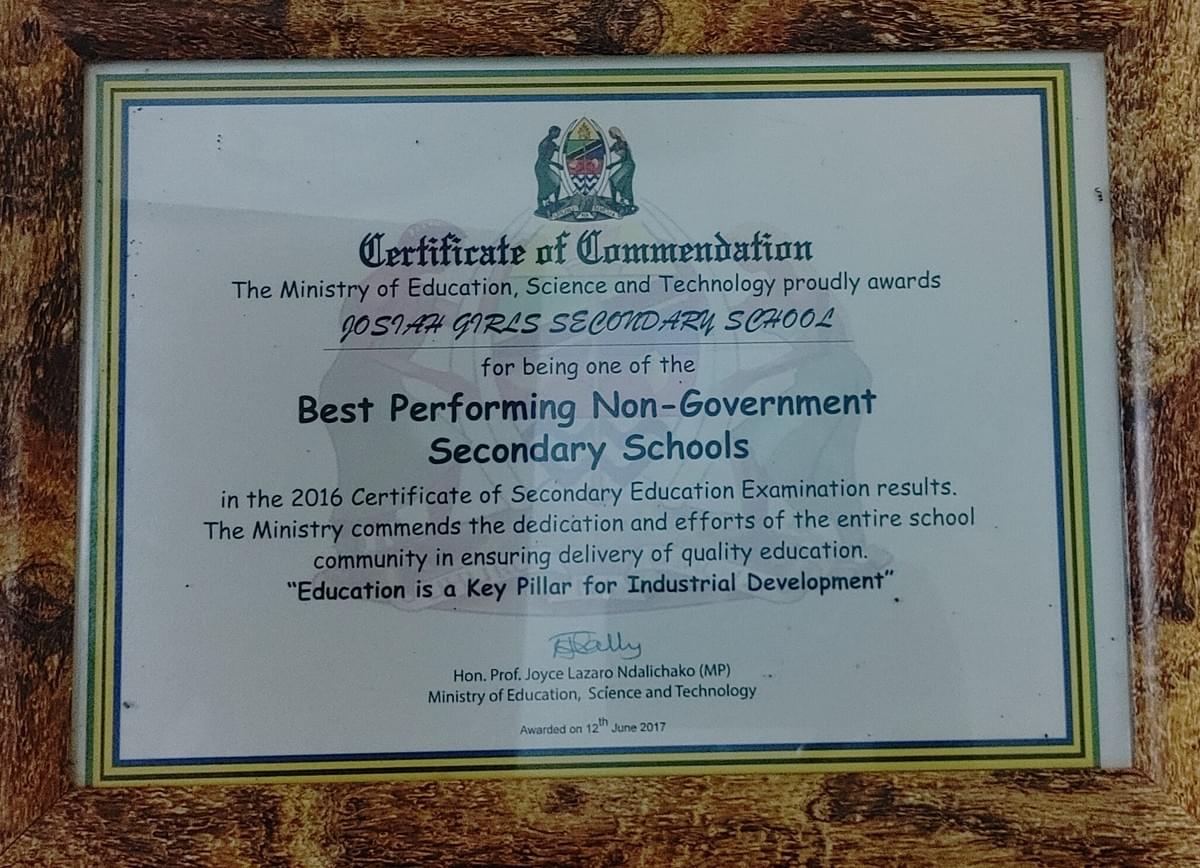 Certificate of Commendation
The Ministry of Education, Science and Technology proudly awards
JOSIAH GIRLS SECONDARY SCHOOL
for being one of the
Best Performing Non-Government
Secondary Schools
in the 2016 Certificate of Secondary Education Examination results.
The Ministry commends the dedication and efforts of the entire school
community in ensuring delivery of quality education.
“Education is a Key Pillar for Industrial Development”
Hon. Prof. Joyce Lazaro Ndalichako (MP)
Ministry of Education, Science and Technology
Awarded on 12th June 2017